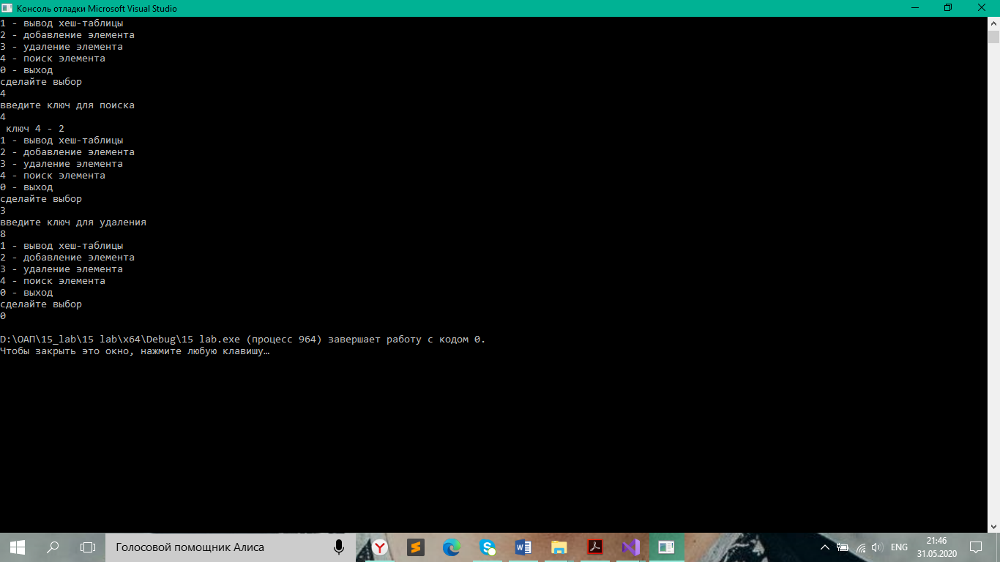 Консоль отладки Microsoft Visual Studio
1 - вывод хеш-таблицы
2 - добавление элемента
3 - удаление элемента
4 - поиск элемента
0 - выход
сделайте выбор
4
введите ключ для поиска
4
ключ 4 - 2
1 - вывод хеш-таблицы
2 - добавление элемента
3 - удаление элемента
4 - поиск элемента
0 - выход
сделайте выбор
3
введите ключ для удаления
8
1 - вывод хеш-таблицы
2 - добавление элемента
3 - удаление элемента
4 - поиск элемента
0 - выход
сделайте выбор
0
D:\ОАП\15_lab\15 lab\x64\Debug\15 lab.exe (процесс 964) завершает работу с кодом 0.
Чтобы закрыть это окно, нажмите любую клавишу…
Голосовой помощник Алиса
ENG
21:46
31.05.2020